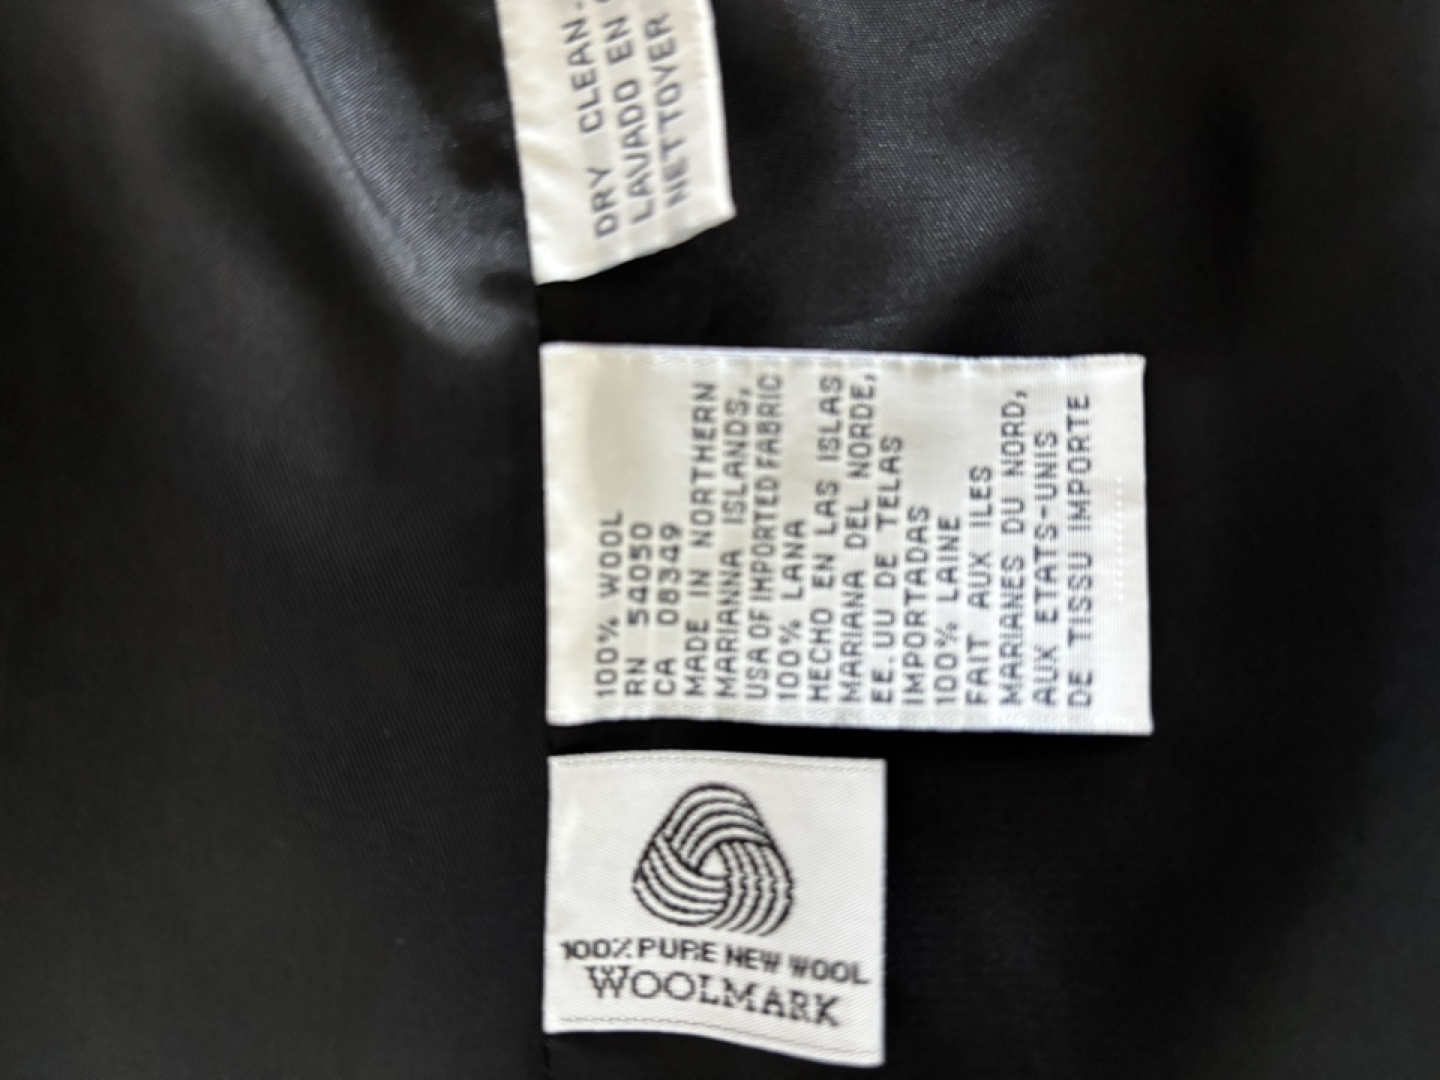 DRY CLEAN
LAVADO EN
NETTOYER
100% WOOL
RN 54050
CA 08349
MADE IN NORTHERN
MARIANNA ISLANDS,
USA OF IMPORTED FABRIC
100% LANA
HECHO EN LAS ISLAS
MARIANA DEL NORDE,
EE.UU DE TELAS
IMPORTADAS
100% LAINE
FAIT AUX ILES
MARIANES DU NORD,
AUX ETATS-UNIS
DE TISSU IMPORTE
100% PURE NEW WOOL
WOOLMARK